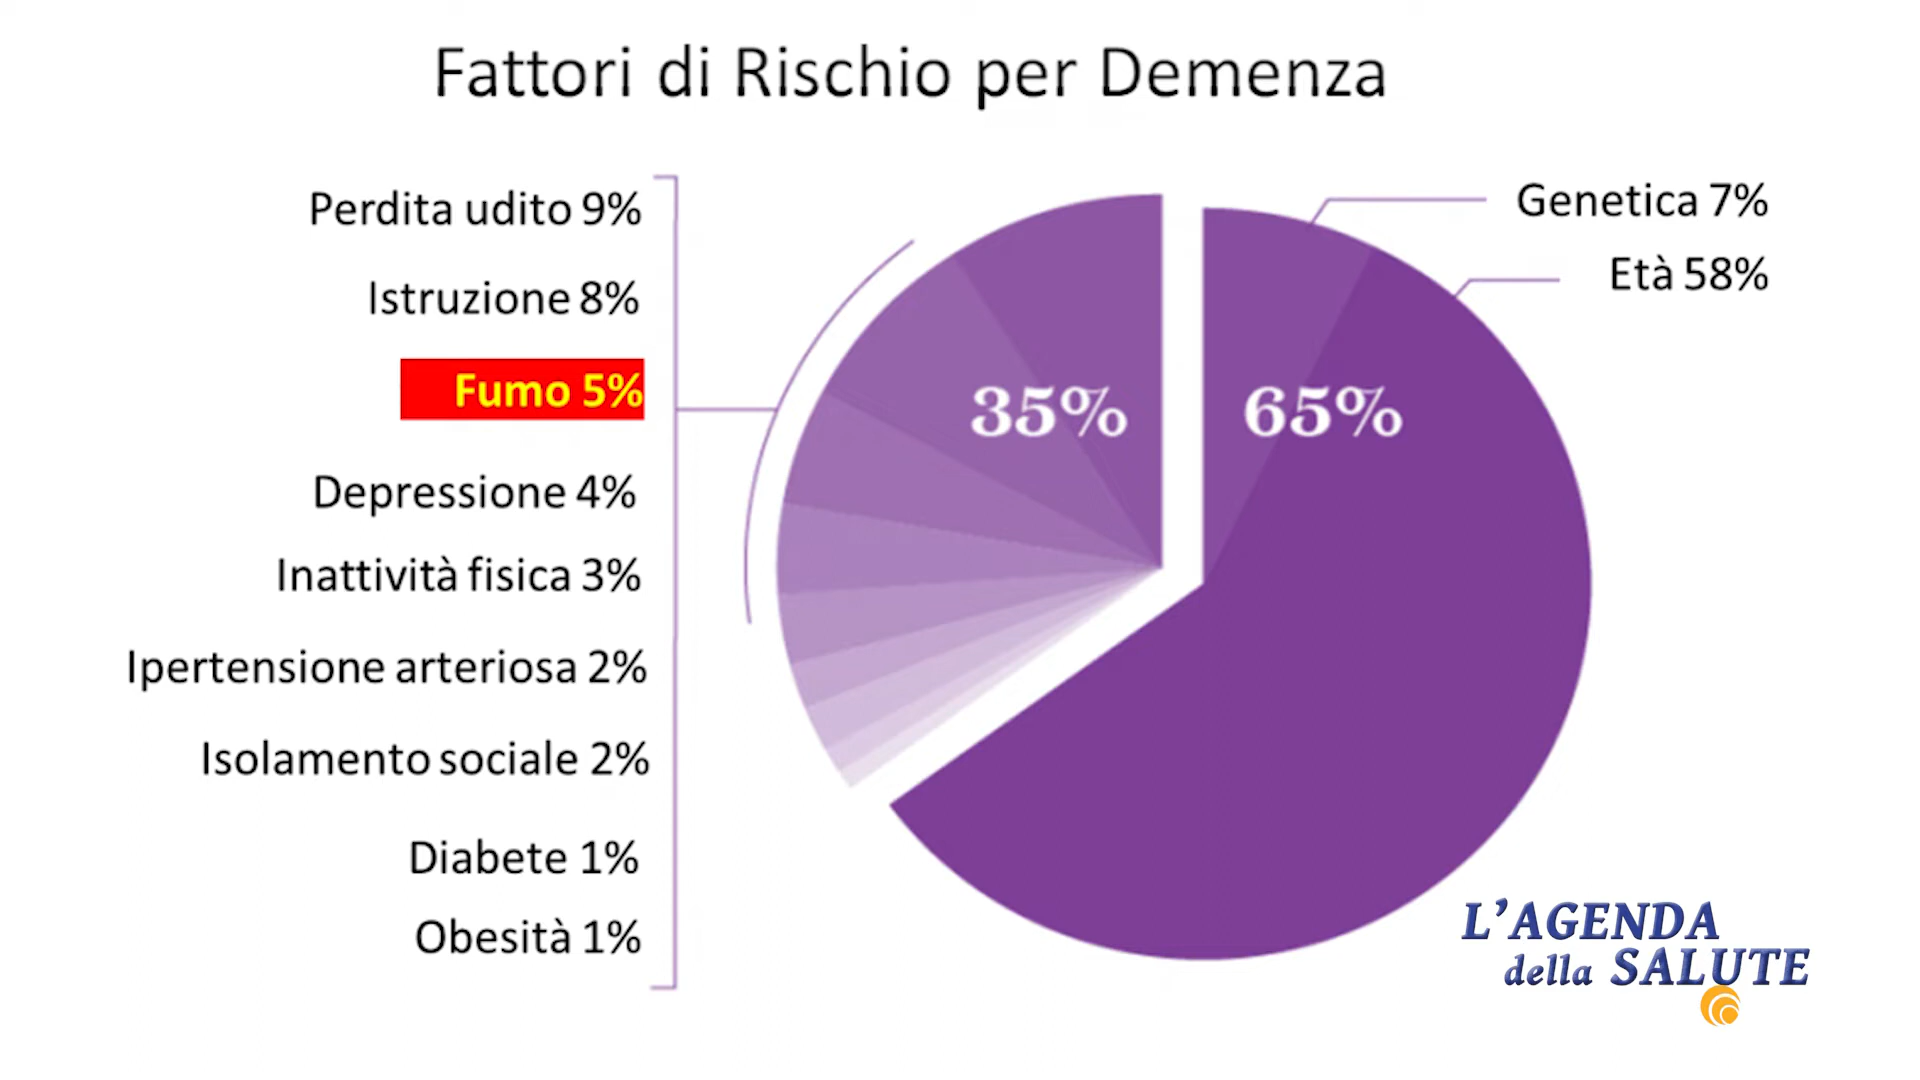 Fattori di Rischio per Demenza
Perdita udito 9%
Istruzione 8%
Fumo 5%
Depressione 4%
Inattività fisica 3%
Ipertensione arteriosa 2%
Isolamento sociale 2%
Diabete 1%
Obesità 1%
35%
65%
Genetica 7%
Età 58%
L'AGENDA
della SALUTE